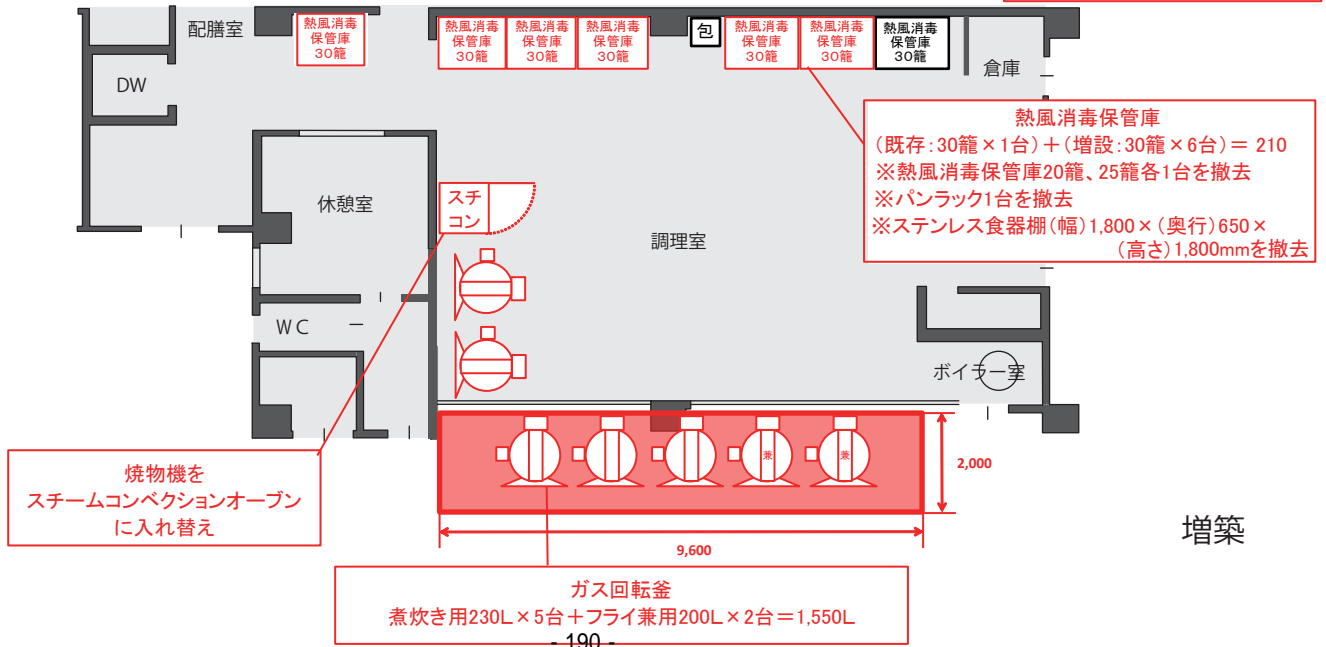 配膳室
熱風消毒
保管庫
30籠
熱風消毒
保管庫
30籠
熱風消毒
保管庫
30籠
熱風消毒
保管庫
30籠
包
熱風消毒
保管庫
30籠
熱風消毒
保管庫
30籠
熱風消毒
保管庫
30籠
倉庫
DW
熱風消毒保管庫
(既存:30籠×1台)+(増設:30籠×6台)= 210
※熱風消毒保管庫20籠、25籠各1台を撤去
※パンラック1台を撤去
※ステンレス食器棚(幅)1,800×(奥行)650×
(高さ)1,800mmを撤去
休憩室
スチ
コン
調理室
WC
ボイラー室
兼
兼
2,000
焼物機を
スチームコンベクションオーブン
に入れ替え
9,600
増築
ガス回転釜
煮炊き用230L×5台+フライ兼用200L×2台=1,550L
- 190 -